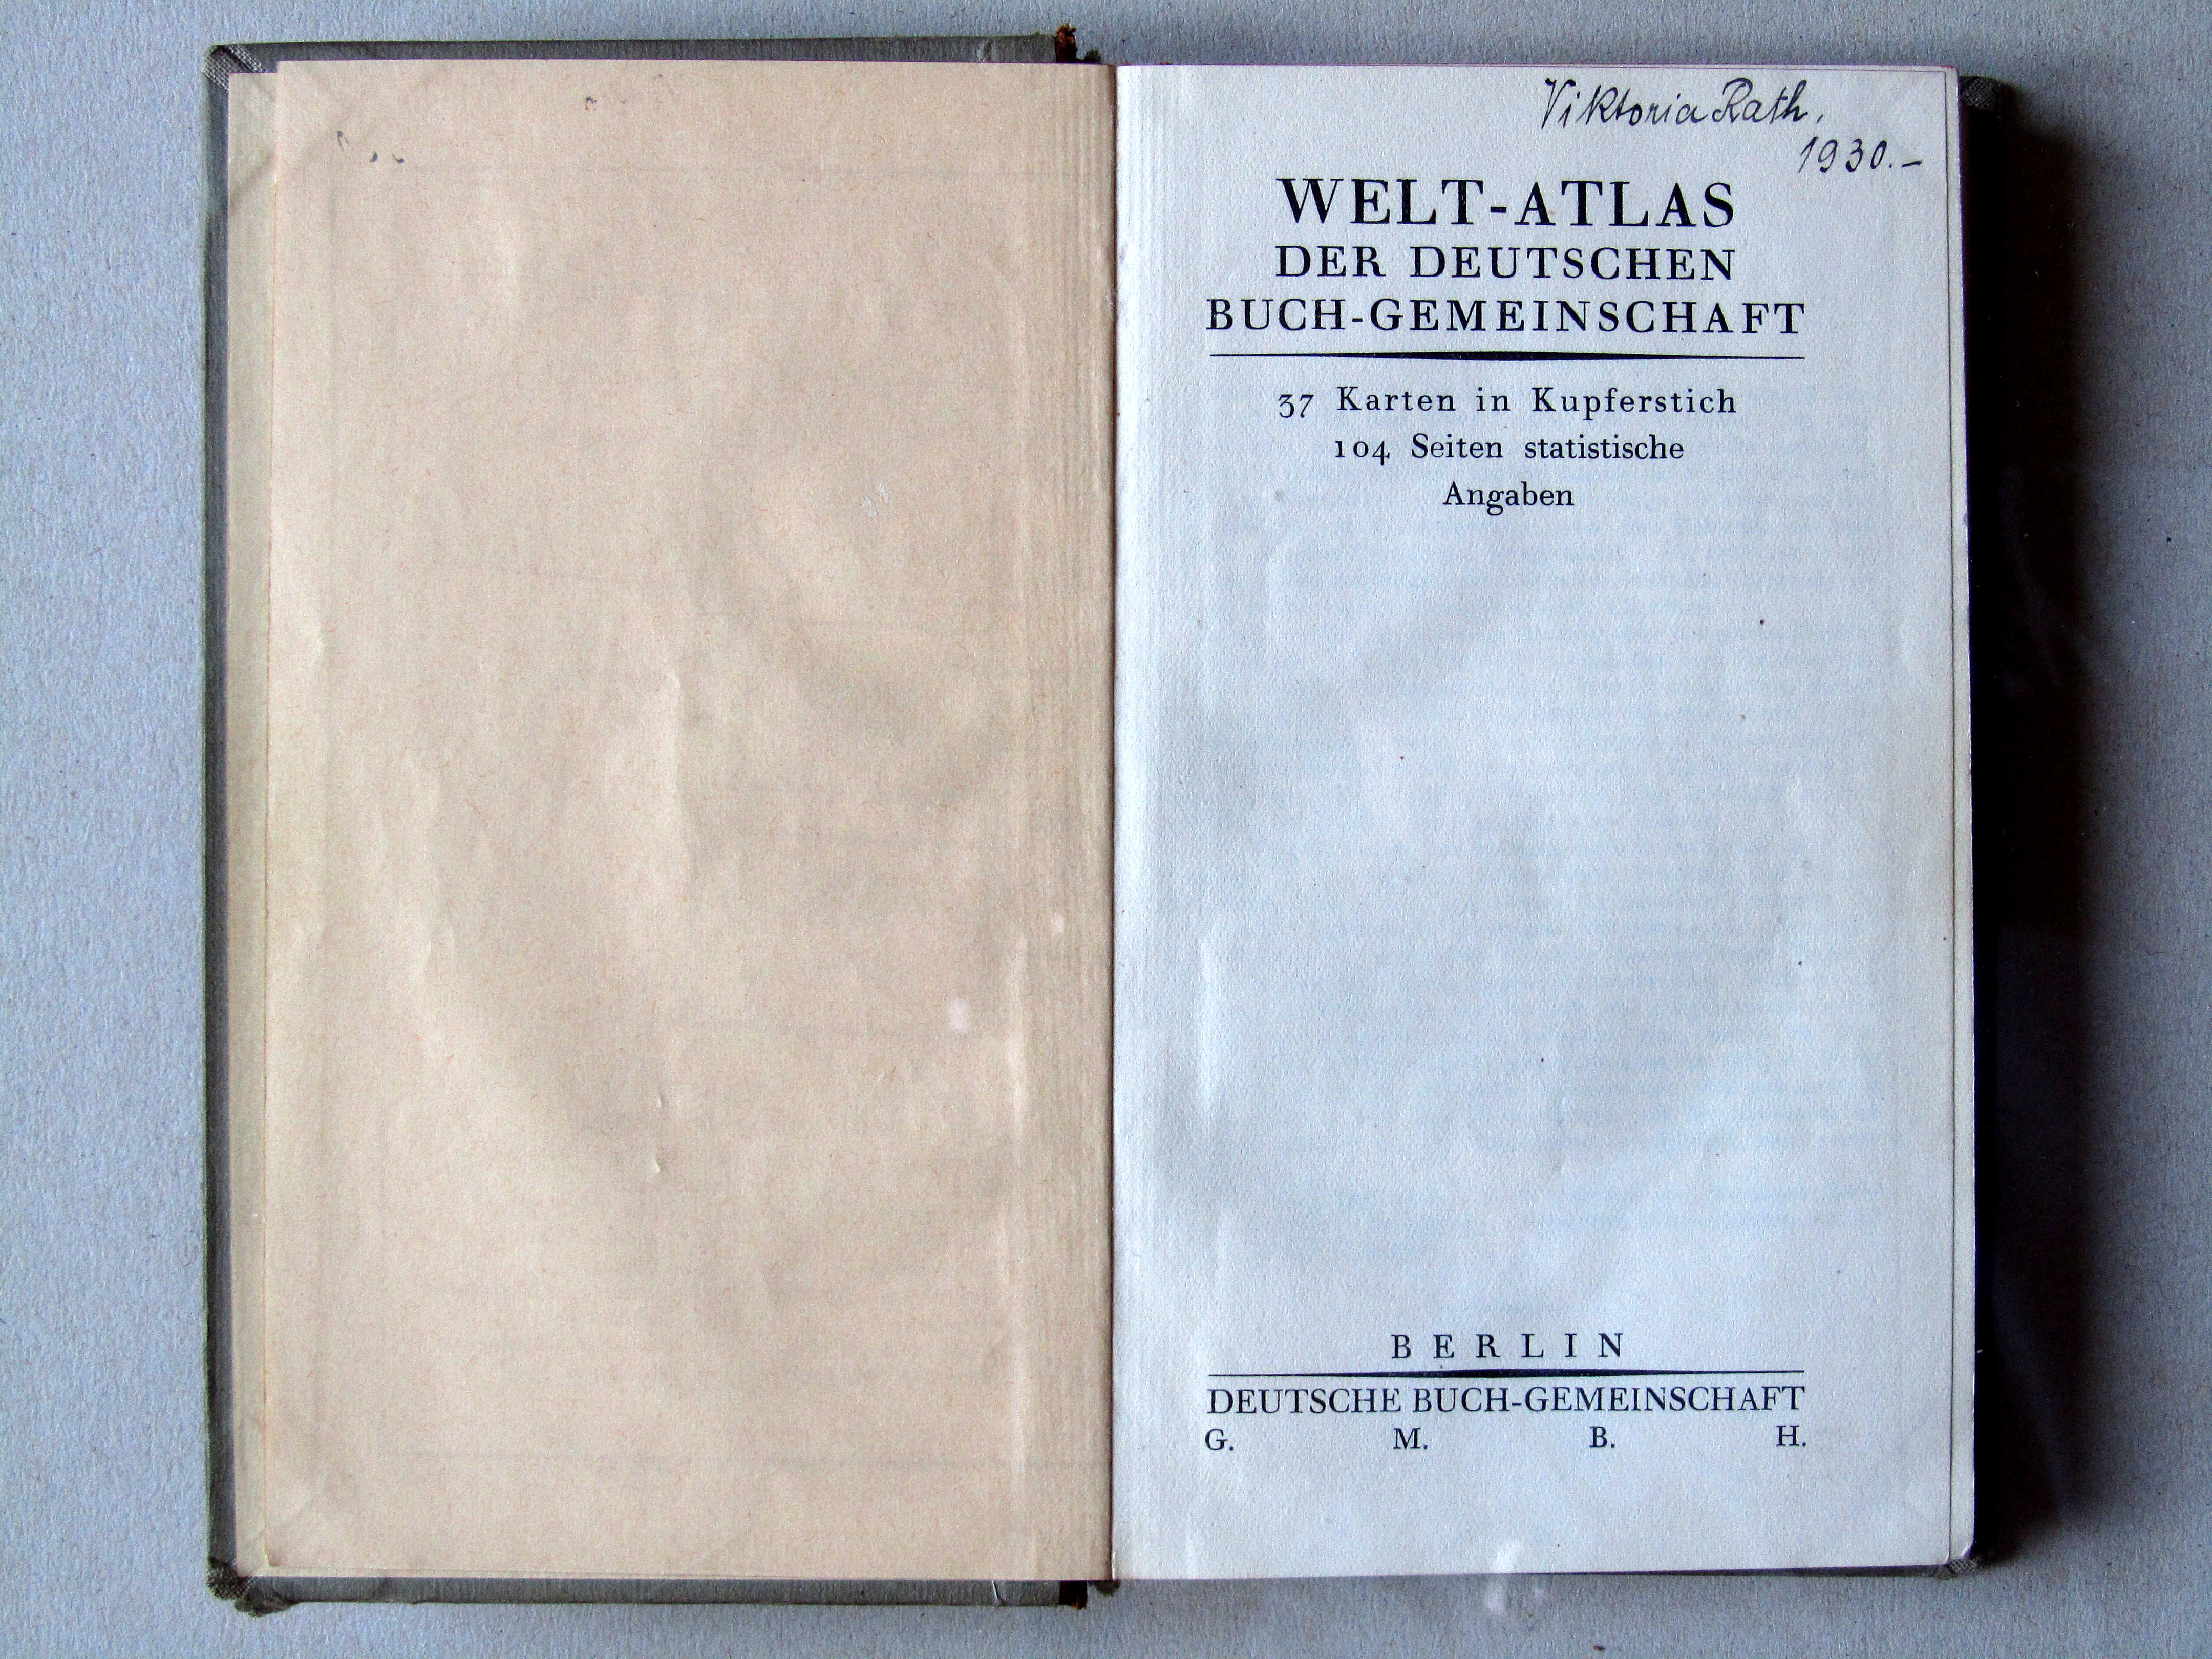 Viktoria Rath,
1930.-
WELT-ATLAS
DER DEUTSCHEN
BUCH-GEMEINSCHAFT
37 Karten in Kupferstich
104 Seiten statistische
Angaben
BERLIN
DEUTSCHE BUCH-GEMEINSCHAFT
G. M. B. H.